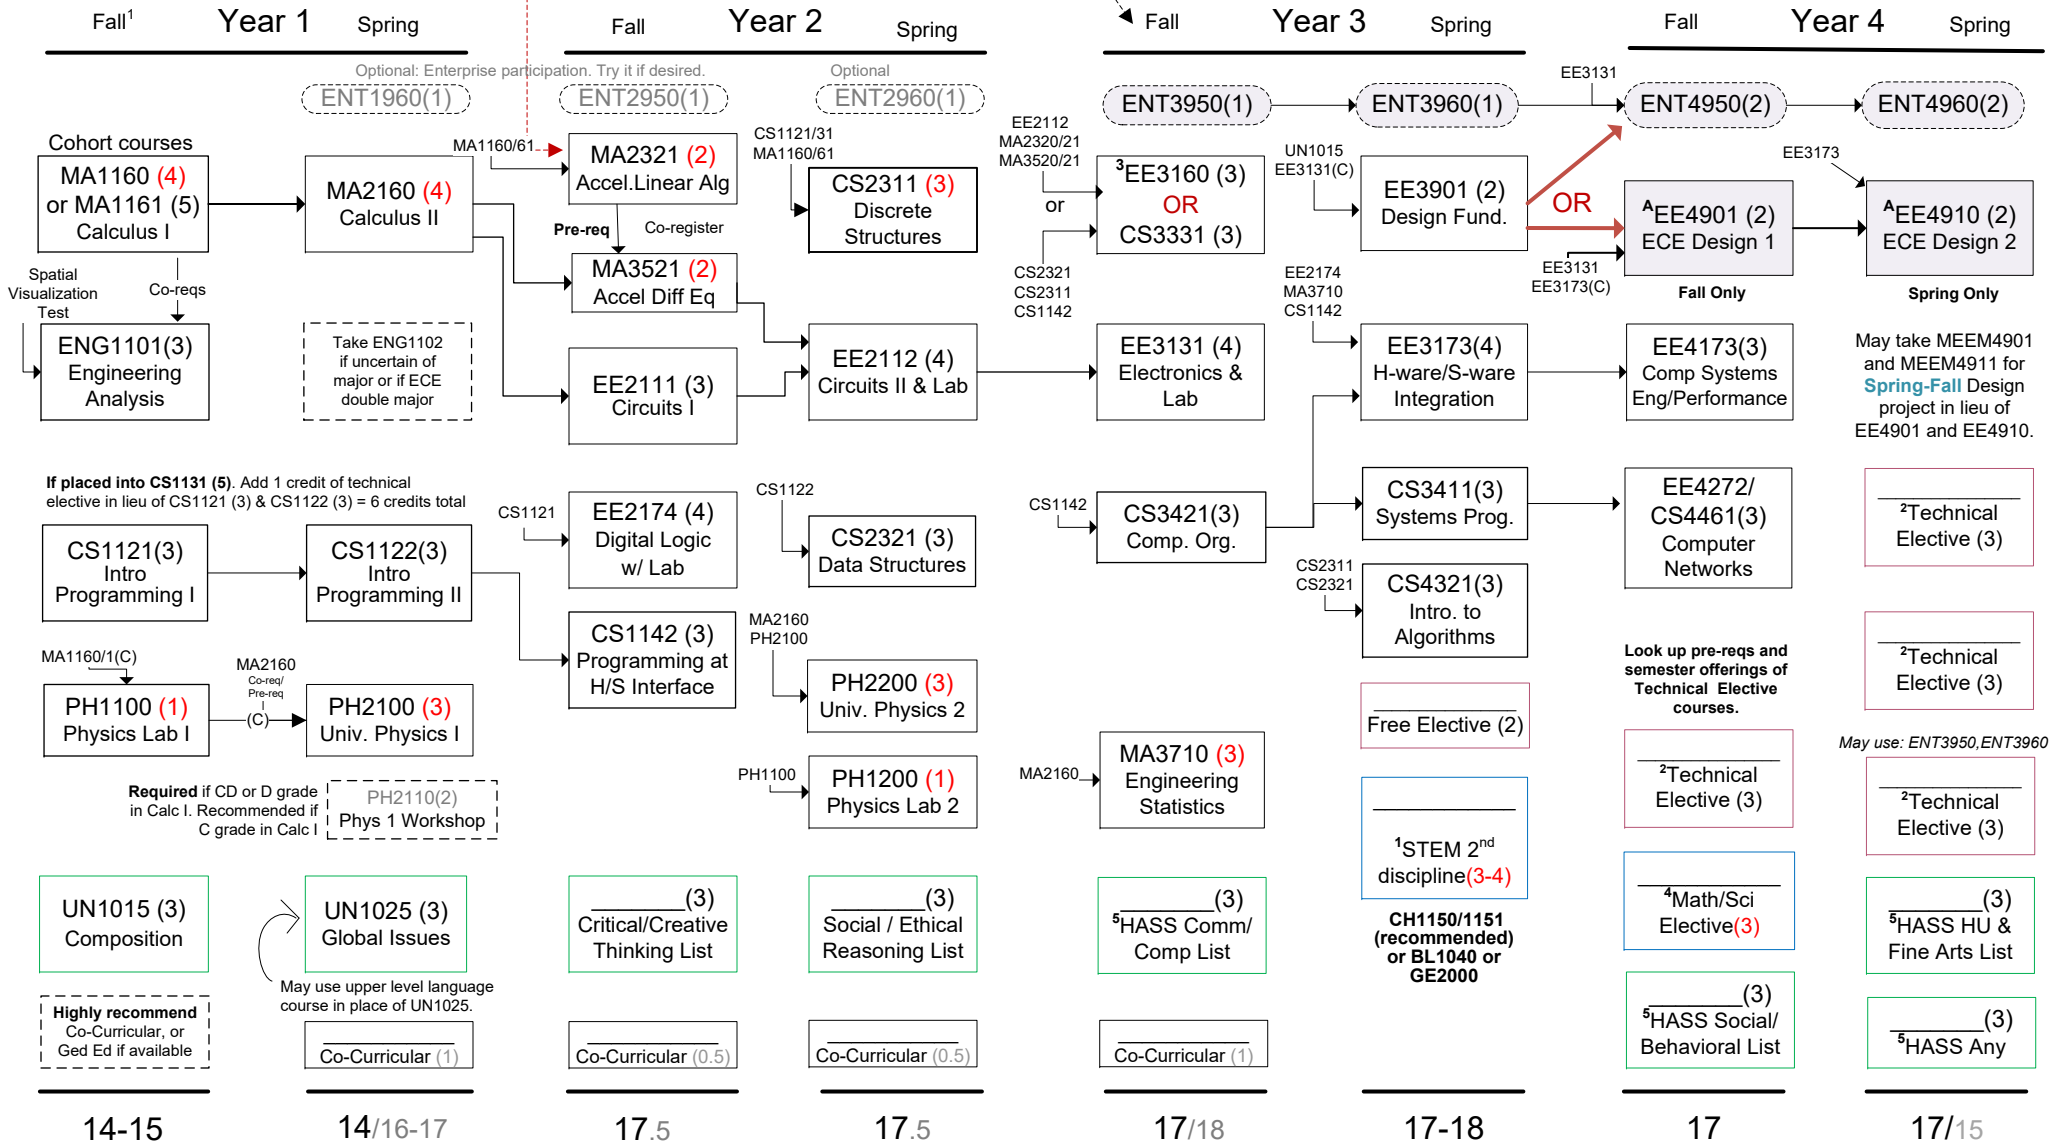 Fall¹ Year 1 Spring
Fall Year 2 Spring
Fall Year 3 Spring
Fall Year 4 Spring
Optional: Enterprise participation. Try it if desired.
Optional
ENT1960(1)
ENT2950(1)
ENT2960(1)
ENT3950(1)
ENT3960(1)
EE3131
ENT4950(2)
ENT4960(2)
Cohort courses
MA1160 (4)
or MA1161 (5)
Calculus I
MA2160 (4)
Calculus II
MA1160/61
MA2321 (2)
Accel.Linear Alg
Pre-req
Co-register
MA3521 (2)
Accel Diff Eq
CS1121/31
MA1160/61
CS2311 (3)
Discrete
Structures
EE2112
MA2320/21
MA3520/21
or
CS2321
CS2311
CS1142
³EE3160 (3)
OR
CS3331 (3)
UN1015
EE3131(C)
EE3901 (2)
Design Fund.
OR
EE3131
EE3173(C)
ᴬEE4901 (2)
ECE Design 1
Fall Only
EE3173
ᴬEE4910 (2)
ECE Design 2
Spring Only
Spatial
Visualization
Test
Co-reqs
ENG1101(3)
Engineering
Analysis
Take ENG1102
if uncertain of
major or if ECE
double major
EE2111 (3)
Circuits I
EE2112 (4)
Circuits II & Lab
EE3131 (4)
Electronics &
Lab
EE2174
MA3710
CS1142
EE3173(4)
H-ware/S-ware
Integration
EE4173(3)
Comp Systems
Eng/Performance
May take MEEM4901
and MEEM4911 for
Spring-Fall Design
project in lieu of
EE4901 and EE4910.
If placed into CS1131 (5). Add 1 credit of technical
elective in lieu of CS1121 (3) & CS1122 (3) = 6 credits total
CS1121(3)
Intro
Programming I
CS1122(3)
Intro
Programming II
CS1121
EE2174 (4)
Digital Logic
w/ Lab
CS1122
CS2321 (3)
Data Structures
CS1142
CS3421(3)
Comp. Org.
CS3411(3)
Systems Prog.
EE4272/
CS4461(3)
Computer
Networks
______________
²Technical
Elective (3)
CS1142 (3)
Programming at
H/S Interface
CS2311
CS2321
CS4321(3)
Intro. to
Algorithms
______________
²Technical
Elective (3)
MA1160/1(C)
PH1100 (1)
Physics Lab I
MA2160
Co-req/
Pre-req
(C)
PH2100 (3)
Univ. Physics I
MA2160
PH2100
PH2200 (3)
Univ. Physics 2
______________
Free Elective (2)
Look up pre-reqs and
semester offerings of
Technical Elective
courses.
Required if CD or D grade
in Calc I. Recommended if
C grade in Calc I
PH2110(2)
Phys 1 Workshop
PH1100
PH1200 (1)
Physics Lab 2
MA2160
MA3710 (3)
Engineering
Statistics
______________
¹STEM 2nd
discipline(3-4)
CH1150/1151
(recommended)
or BL1040 or
GE2000
______________
²Technical
Elective (3)
May use: ENT3950,ENT3960
______________
²Technical
Elective (3)
UN1015 (3)
Composition
UN1025 (3)
Global Issues
May use upper level language
course in place of UN1025.
________(3)
Critical/Creative
Thinking List
________(3)
Social / Ethical
Reasoning List
________(3)
⁵HASS Comm/
Comp List
______________
⁴Math/Sci
Elective(3)
________(3)
⁵HASS HU &
Fine Arts List
Highly recommend
Co-Curricular, or
Ged Ed if available
______________
Co-Curricular (1)
______________
Co-Curricular (0.5)
______________
Co-Curricular (0.5)
______________
Co-Curricular (1)
________(3)
⁵HASS Social/
Behavioral List
________(3)
⁵HASS Any
14-15 14/16-17 17.5 17.5 17/18 17-18 17 17/15